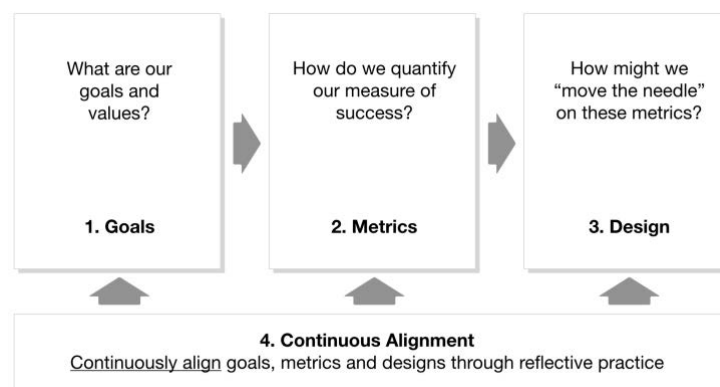 What are our
goals and
values?
1. Goals
How do we quantify
our measure of
success?
2. Metrics
How might we
“move the needle”
on these metrics?
3. Design
4. Continuous Alignment
Continuously align goals, metrics and designs through reflective practice